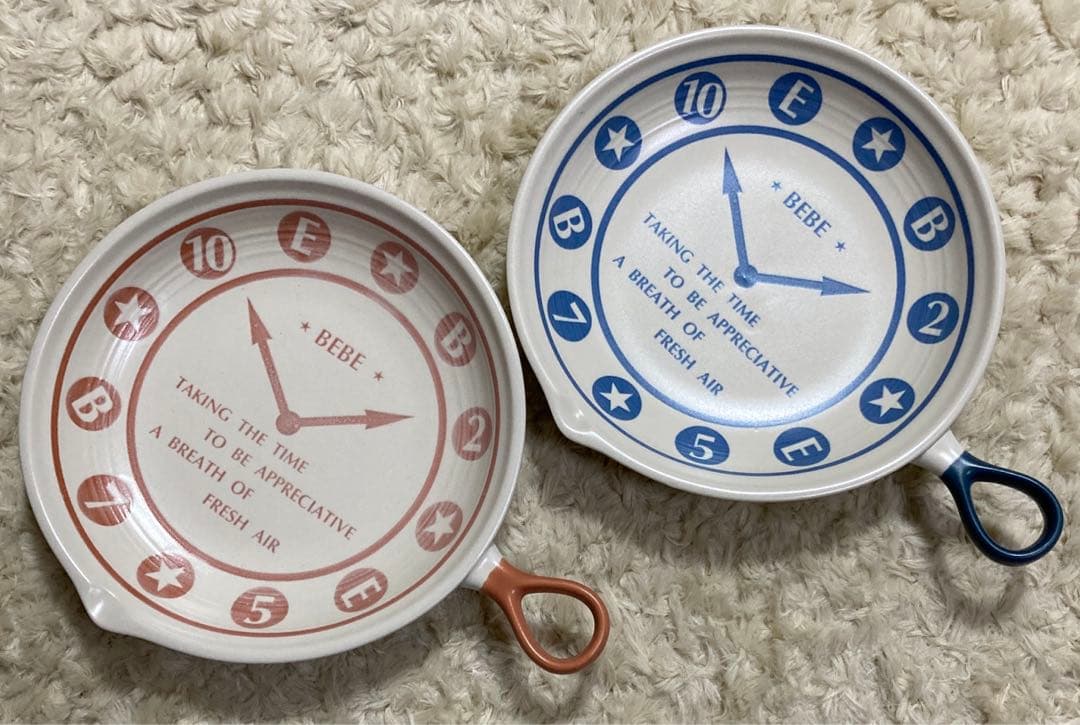 ★ B 2 ★ E 5 ★ 7 B ★ 10 E
★ BEBE ★
TAKING THE TIME
TO BE APPRECIATIVE
A BREATH OF
FRESH AIR
★ B 2 ★ E 5 ★ 7 B ★ 10 E
★ BEBE ★
TAKING THE TIME
TO BE APPRECIATIVE
A BREATH OF
FRESH AIR